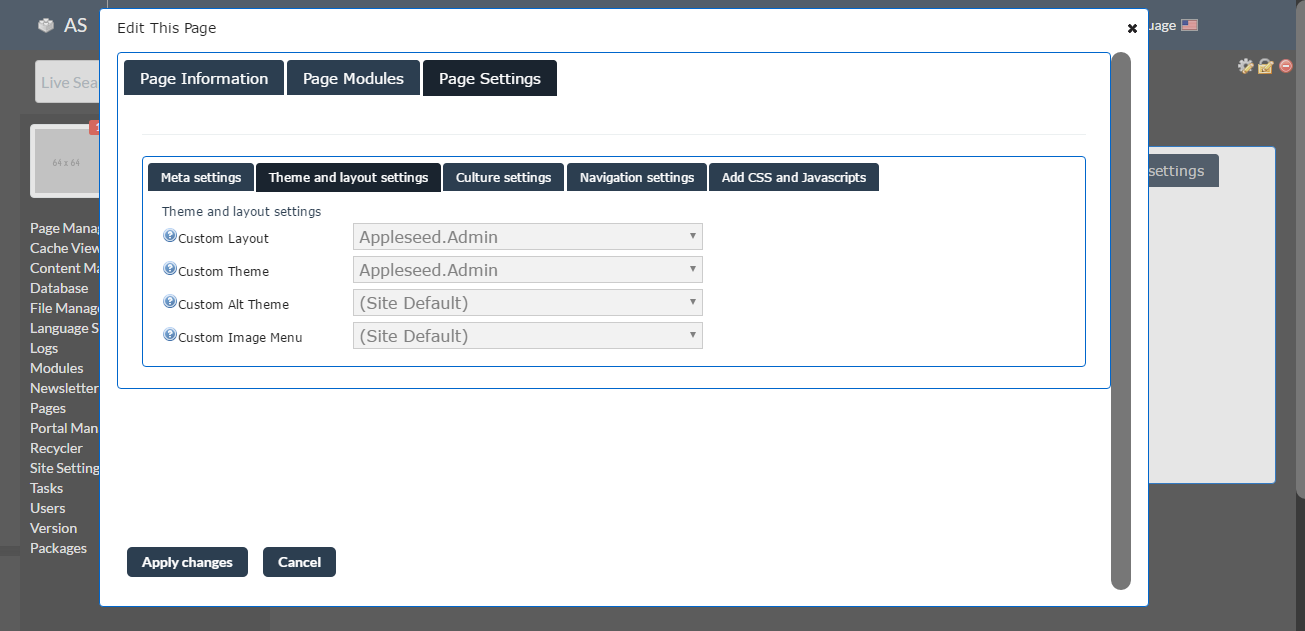 AS
Edit This Page
uage
Live Sea
Page Information
Page Modules
Page Settings
64 x 64
settings
Meta settings
Theme and layout settings
Culture settings
Navigation settings
Add CSS and Javascripts
Theme and layout settings
Custom Layout
Appleseed.Admin
Custom Theme
Appleseed.Admin
Custom Alt Theme
(Site Default)
Custom Image Menu
(Site Default)
Page Manag
Cache View
Content Ma
Database
File Manage
Language S
Logs
Modules
Newsletter
Pages
Portal Man
Recycler
Site Setting
Tasks
Users
Version
Packages
Apply changes
Cancel